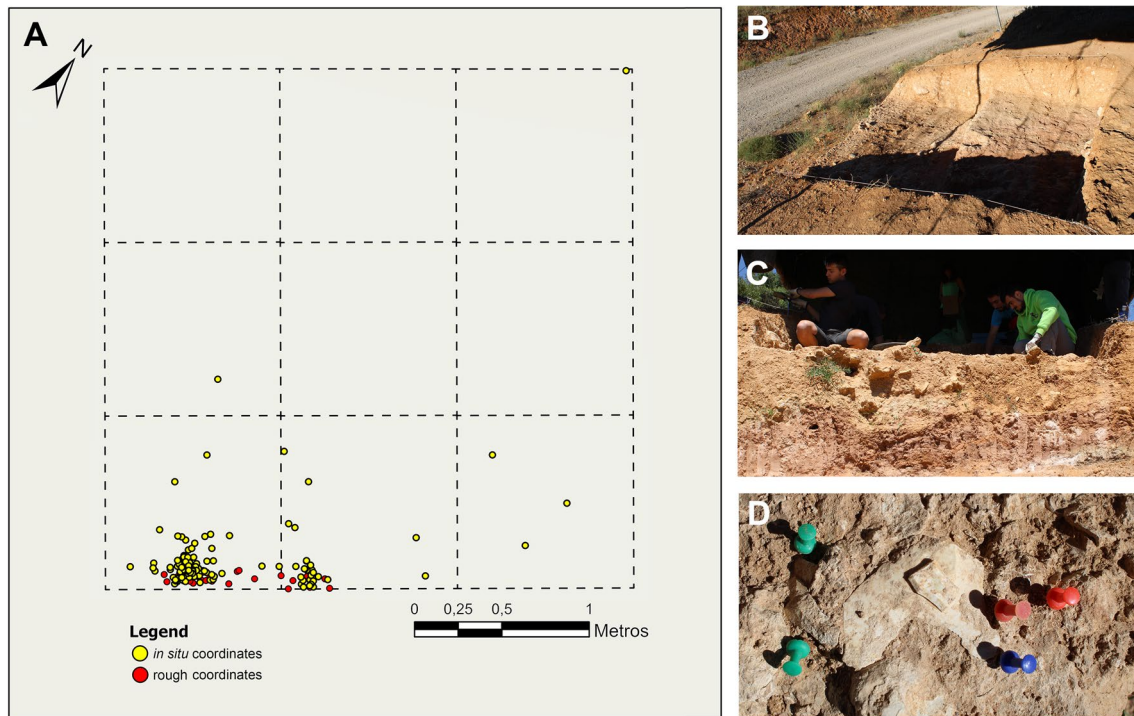 A
N
0 0,25 0,5 1
Metros
Legend
in situ coordinates
rough coordinates
B
C
D